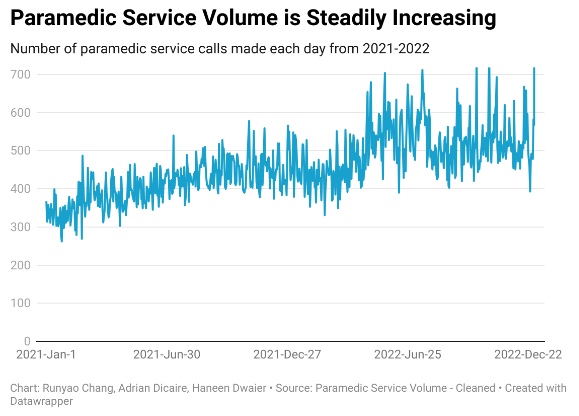 Paramedic Service Volume is Steadily Increasing
Number of paramedic service calls made each day from 2021-2022
700
600
500
400
300
200
100
0
2021-Jan-1 2021-Jun-30 2021-Dec-27 2022-Jun-25 2022-Dec-22
Chart: Runyao Chang, Adrian Dicaire, Haneen Dwaier • Source: Paramedic Service Volume - Cleaned • Created with
Datawrapper